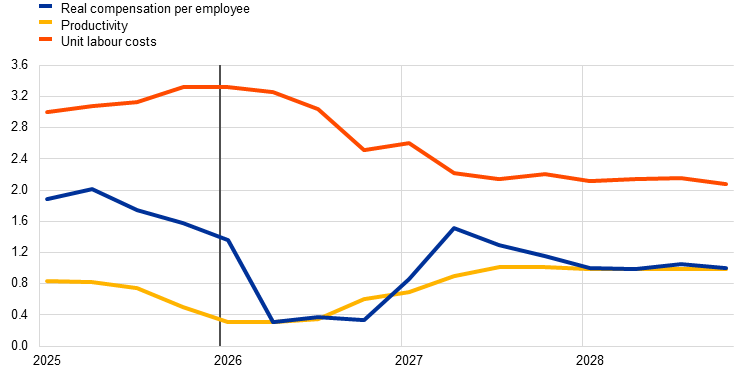 Real compensation per employee
Productivity
Unit labour costs
3.6
3.2
2.8
2.4
2.0
1.6
1.2
0.8
0.4
0.0
2025 2026 2027 2028